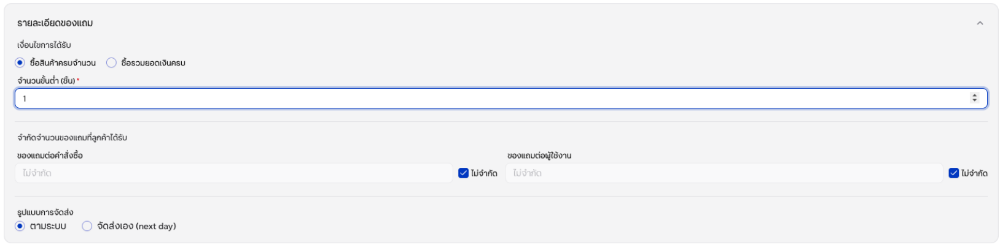 รายละเอียดของแถม
เงื่อนไขการได้รับ
ซื้อสินค้าครบจำนวน ซื้อรวมยอดเงินครบ
จำนวนขั้นต่ำ (ชิ้น) *
1
จำกัดจำนวนของแถมที่ลูกค้าได้รับ
ของแถมต่อคำสั่งซื้อ ของแถมต่อผู้ใช้งาน
ไม่จำกัด ไม่จำกัด ไม่จำกัด ไม่จำกัด
รูปแบบการจัดส่ง
ตามระบบ จัดส่งเอง (next day)